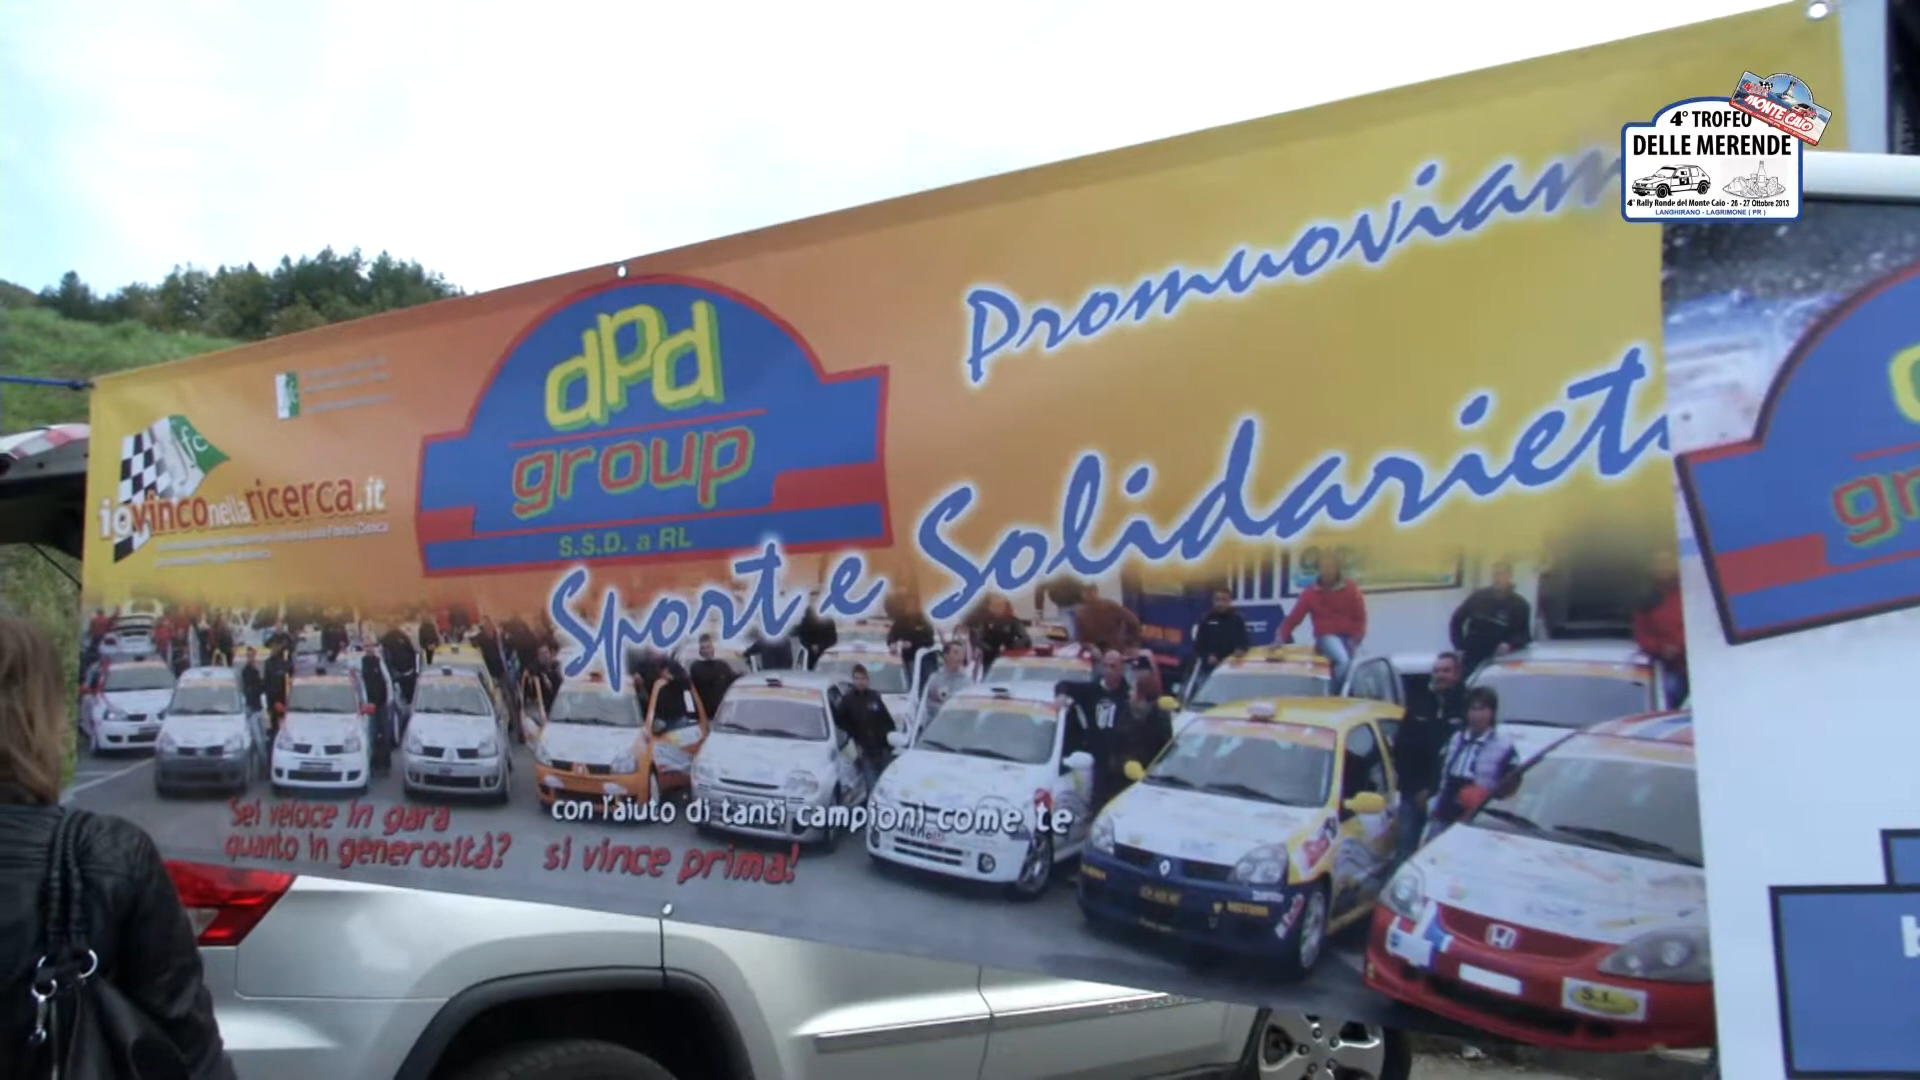 4° TROFEO
MONTE CAIO
DELLE MERENDE
4° Rally Ronde del Monte Caio - 26 - 27 Ottobre 2013
LANGHIRANO - LAGRIMONE ( PR )
Promuoviam
Sport e Solidariet
dpd
group
S.S.D. a RL
fc
iovinconellaricerca.it
Sei veloce in gara
quanto in generosità?
con l'aiuto di tanti campioni come te
si vince prima!
S.I.